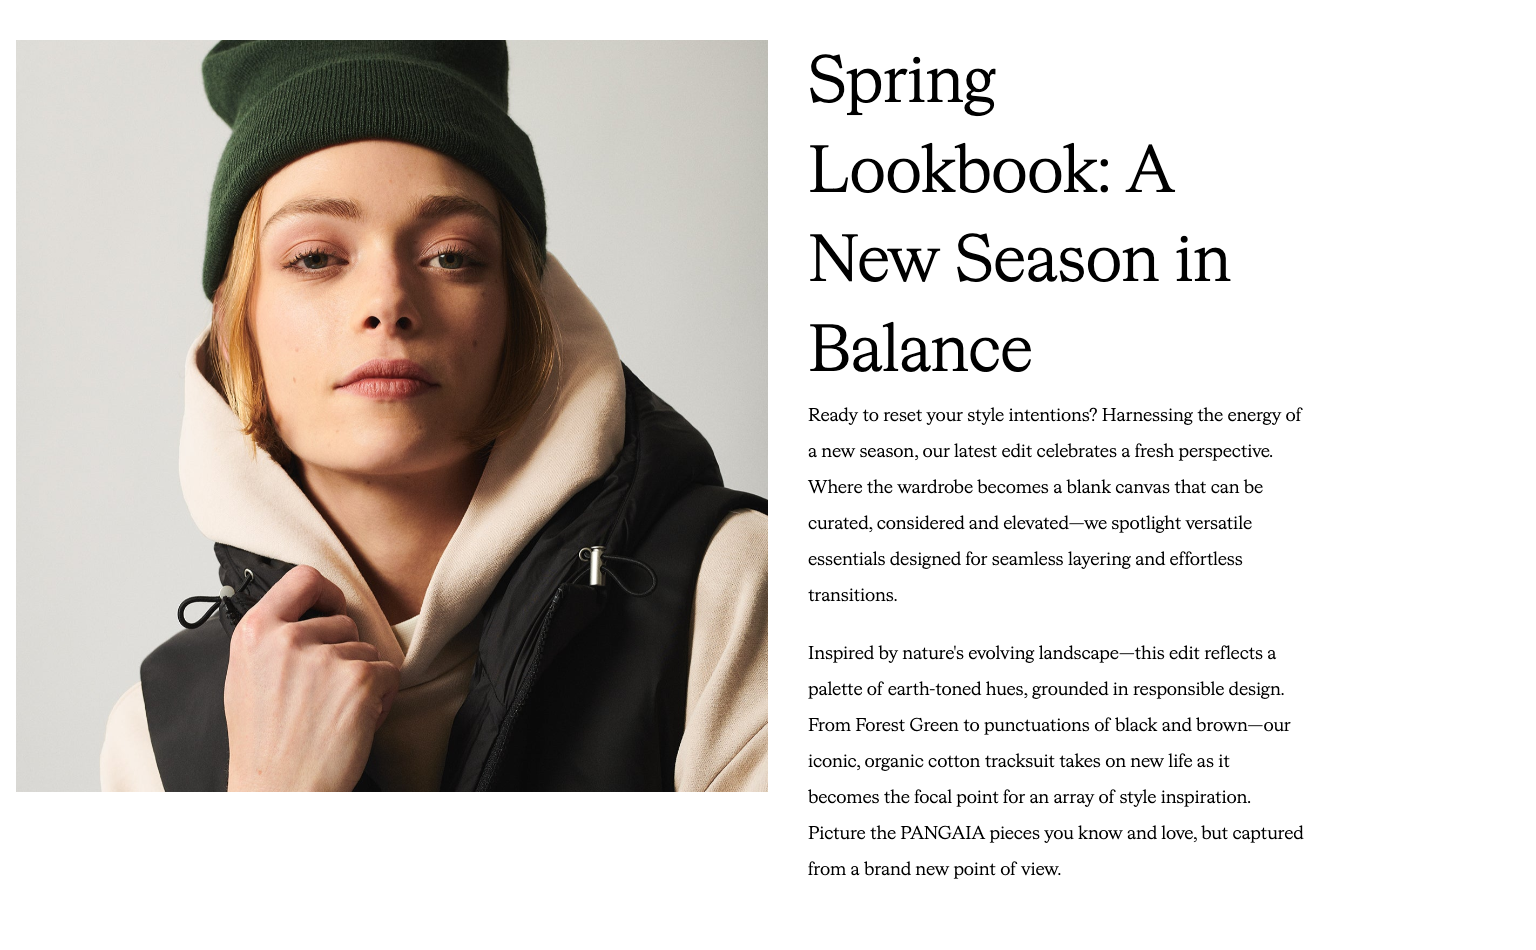 Spring
Lookbook: A
New Season in
Balance
Ready to reset your style intentions? Harnessing the energy of
a new season, our latest edit celebrates a fresh perspective.
Where the wardrobe becomes a blank canvas that can be
curated, considered and elevated—we spotlight versatile
essentials designed for seamless layering and effortless
transitions.
Inspired by nature's evolving landscape—this edit reflects a
palette of earth-toned hues, grounded in responsible design.
From Forest Green to punctuations of black and brown—our
iconic, organic cotton tracksuit takes on new life as it
becomes the focal point for an array of style inspiration.
Picture the PANGAIA pieces you know and love, but captured
from a brand new point of view.